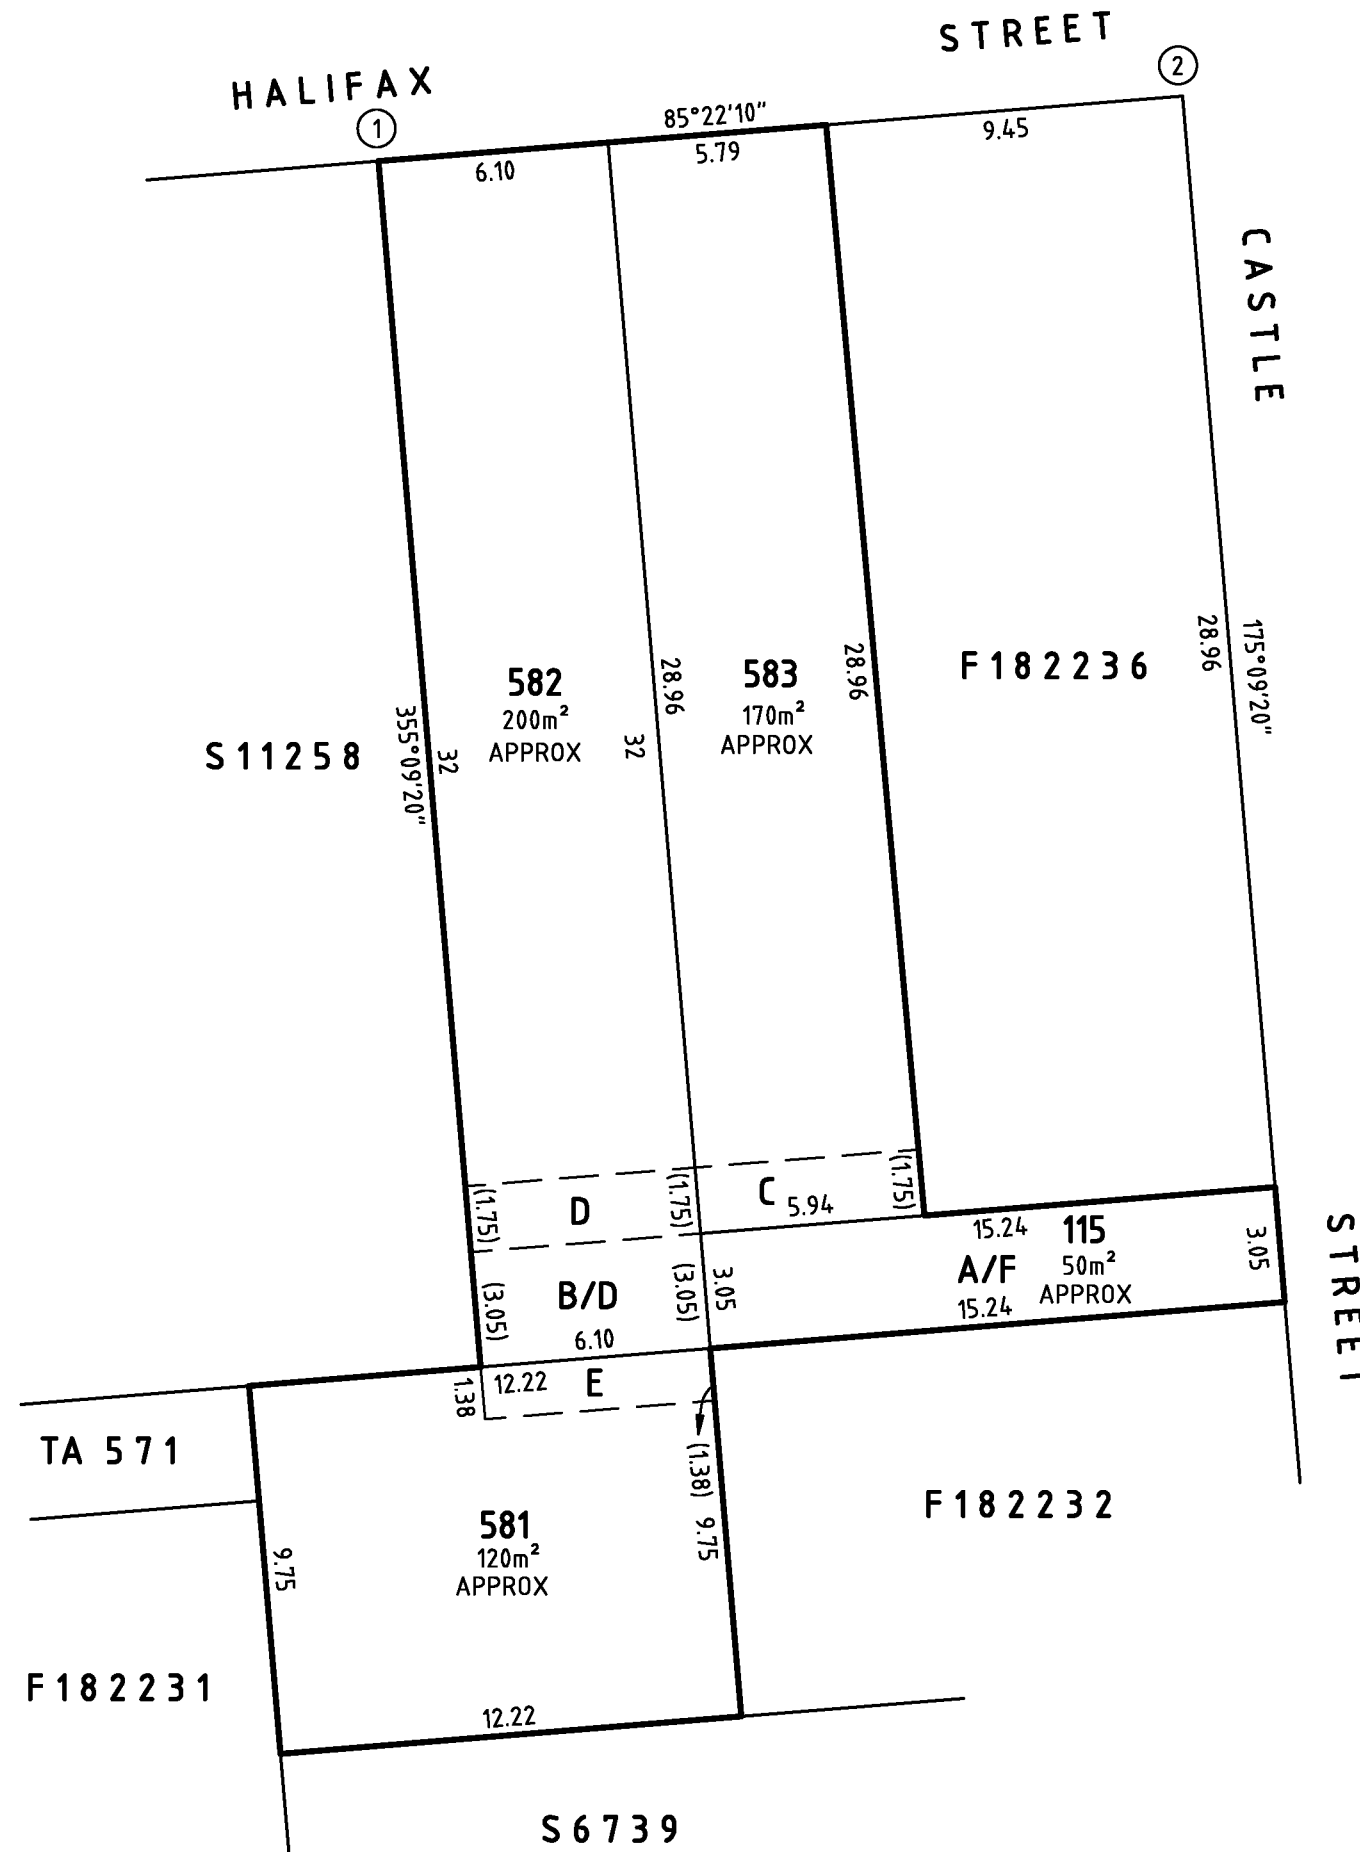 HALIFAX STREET
1
2
85°22'10"
6.10
5.79
9.45
CASTLE STREET
S11258
355°09'20"
32
582
200m²
APPROX
28.96
32
583
170m²
APPROX
28.96
F182236
28.96
175°09'20"
(1.75)
D
(1.75)
C
5.94
(1.75)
15.24
115
50m²
APPROX
A/F
15.24
3.05
(3.05)
B/D
(3.05)
3.05
6.10
1.38
12.22
E
(1.38)
9.75
TA 571
9.75
581
120m²
APPROX
F182232
F182231
12.22
S6739